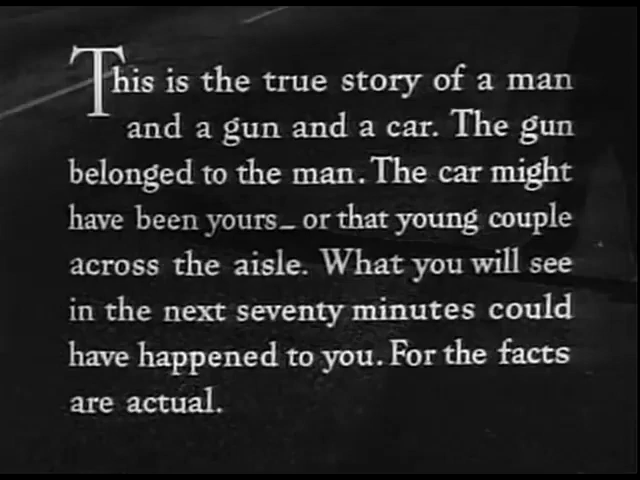 This is the true story of a man
and a gun and a car. The gun
belonged to the man. The car might
have been yours — or that young couple
across the aisle. What you will see
in the next seventy minutes could
have happened to you. For the facts
are actual.